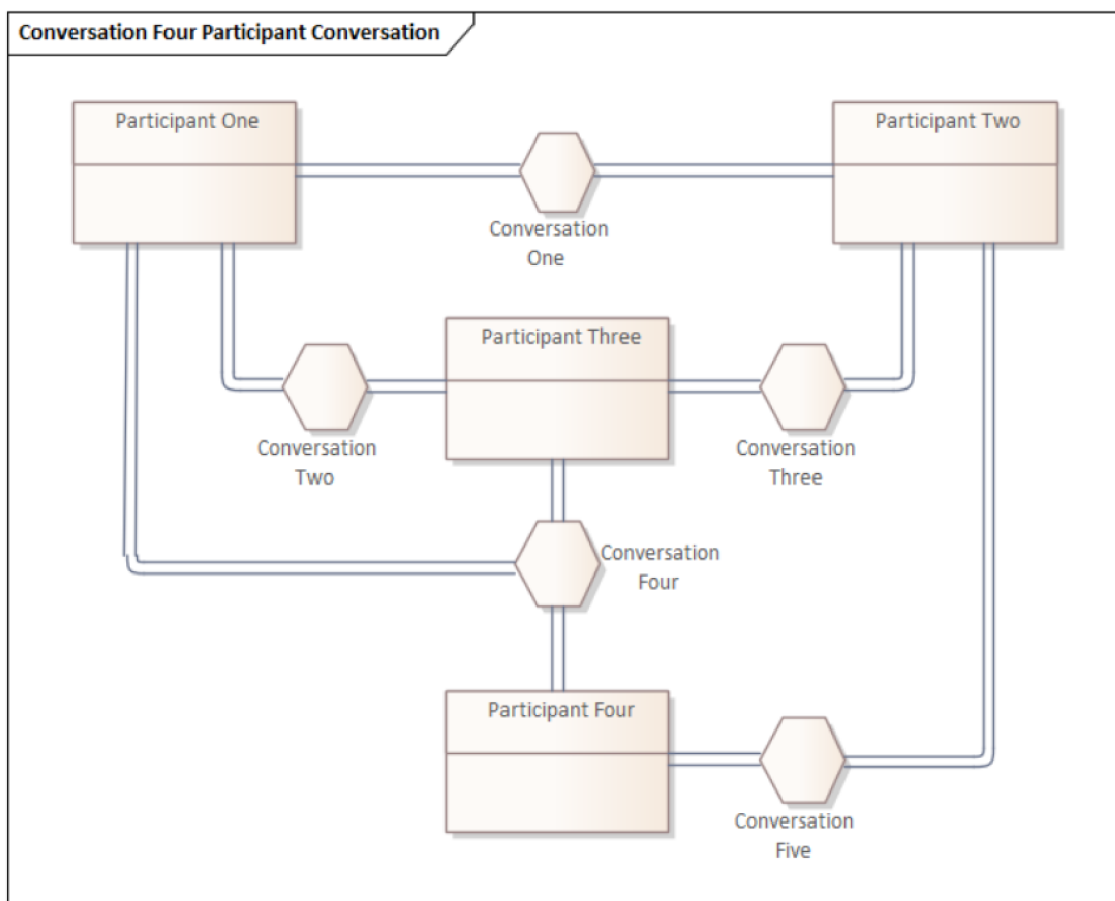 Conversation Four Participant Conversation
Participant One
Participant Two
Conversation
One
Participant Three
Conversation
Two
Conversation
Three
Conversation
Four
Participant Four
Conversation
Five